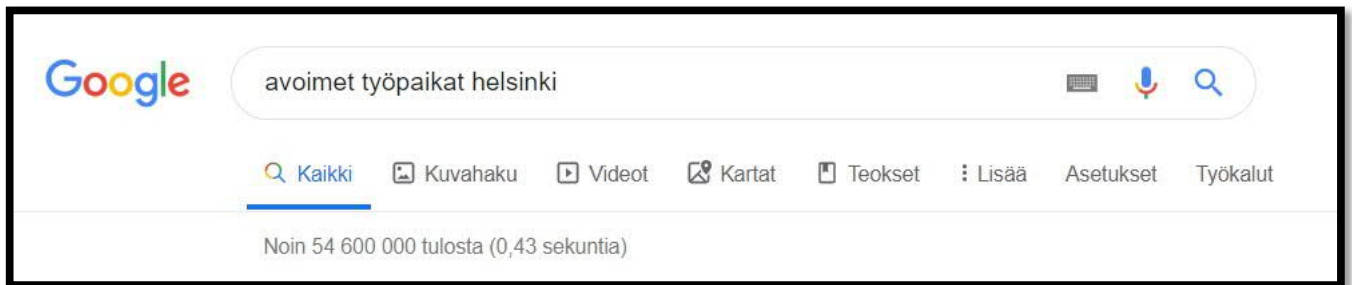 Google avoimet työpaikat helsinki
Kaikki Kuvahaku Videot Kartat Teokset Lisää Asetukset Työkalut
Noin 54 600 000 tulosta (0,43 sekuntia)